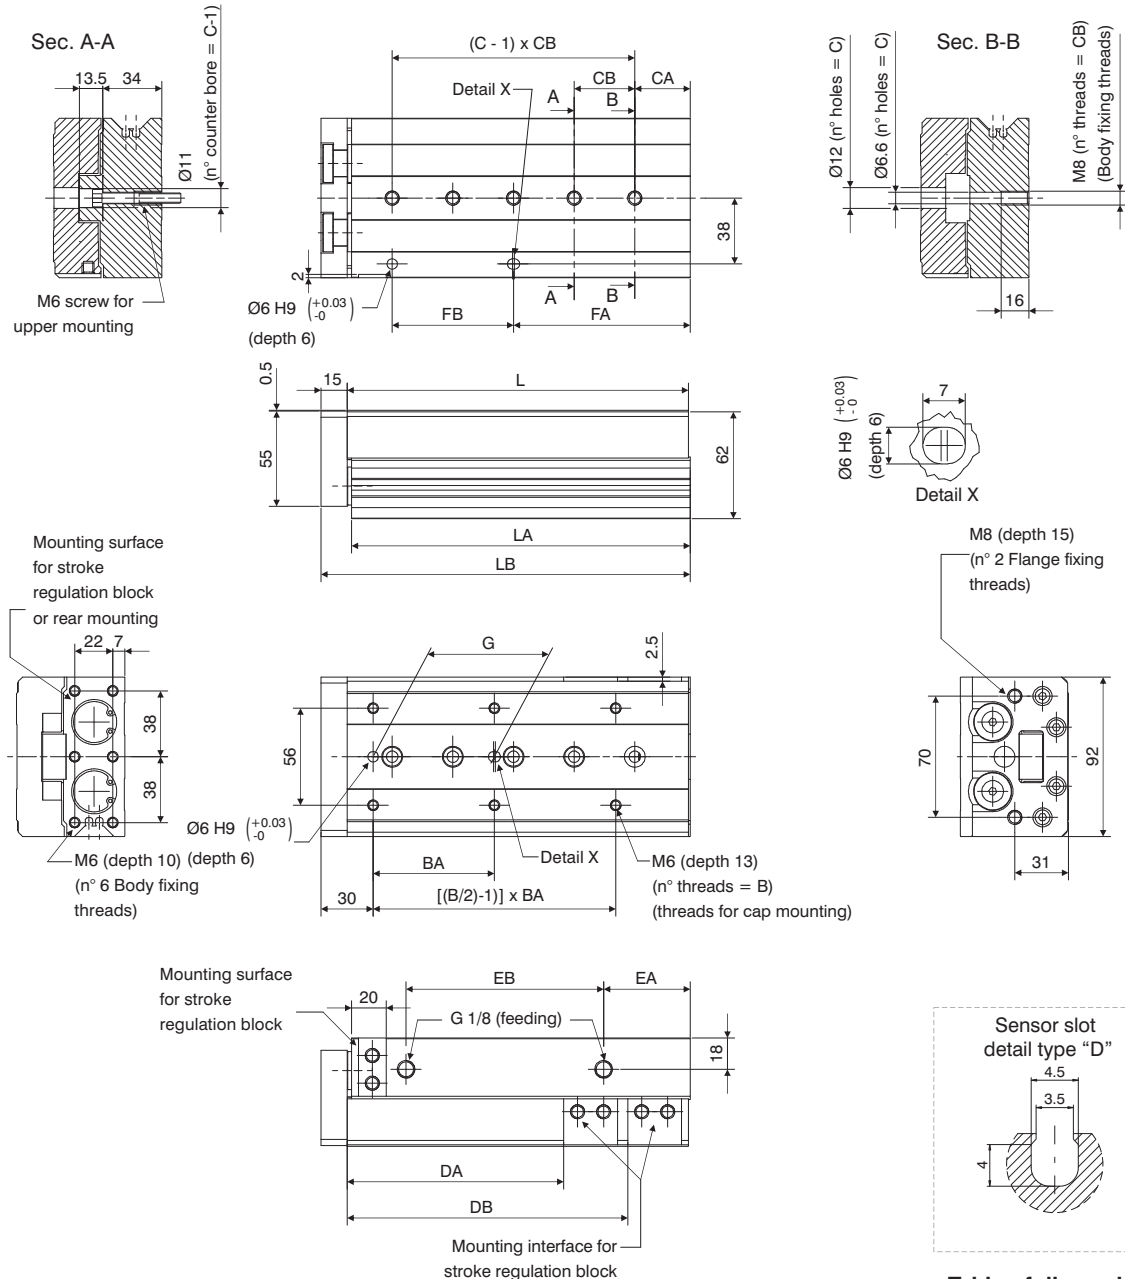 Sec. A-A
13.5
34
Ø11
(n° counter bore = C-1)
M6 screw for
upper mounting
(C - 1) x CB
Detail X
CB
CA
A
B
38
2
A
B
Ø6 H9 (+0.03 -0)
(depth 6)
FB
FA
Sec. B-B
Ø12 (n° holes = C)
Ø6.6 (n° holes = C)
M8 (n° threads = CB)
(Body fixing threads)
16
0.5
15
L
55
62
LA
LB
Ø6 H9 (+0.03 - 0)
(depth 6)
7
Detail X
Mounting surface
for stroke
regulation block
or rear mounting
22
7
38
38
M6 (depth 10)
(n° 6 Body fixing
threads)
G
2.5
56
Ø6 H9 (+0.03 -0)
(depth 6)
BA
Detail X
30
[(B/2)-1)] x BA
M6 (depth 13)
(n° threads = B)
(threads for cap mounting)
M8 (depth 15)
(n° 2 Flange fixing
threads)
70
92
31
Mounting surface
for stroke
regulation block
20
EB
EA
G 1/8 (feeding)
18
DA
DB
Mounting interface for
stroke regulation block
Sensor slot
detail type “D”
4.5
3.5
4